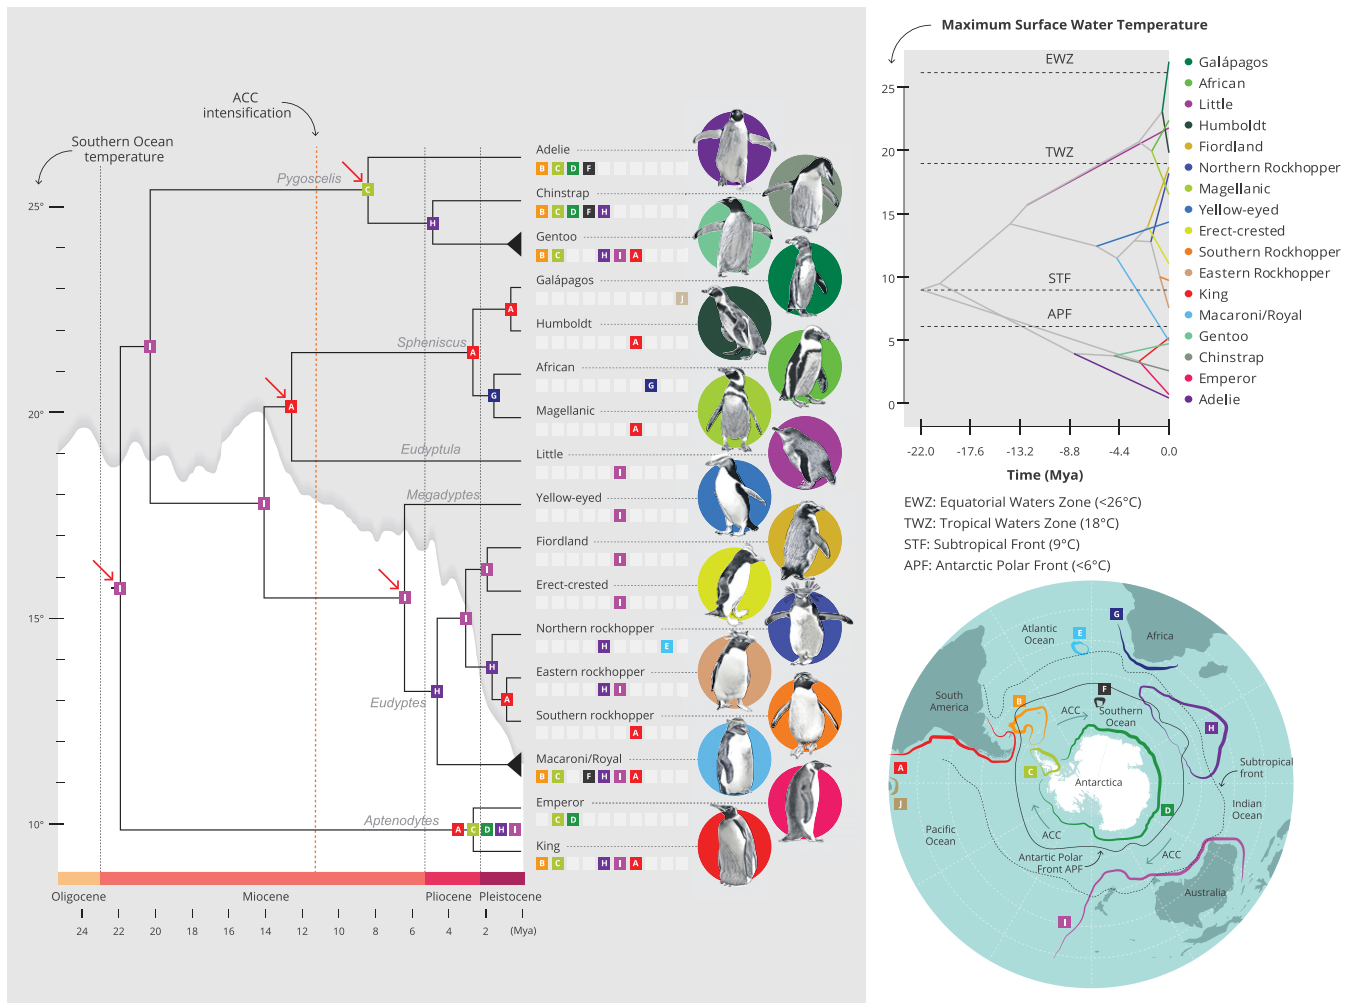 ACC
intensification
Southern Ocean
temperature
25°
20°
15°
10°
Pygoscelis
Spheniscus
Eudyptula
Megadyptes
Eudyptes
Aptenodytes
C
H
I
A
A
A
G
I
I
I
I
I
I
H
H
A
A C D H I
Adelie
B C D F
Chinstrap
B C D F H
Gentoo
B C H I A
Galápagos
J
Humboldt
A
African
G
Magellanic
A
Little
I
Yellow-eyed
I
Fiordland
I
Erect-crested
I
Northern rockhopper
H E
Eastern rockhopper
H I
Southern rockhopper
A
Macaroni/Royal
B C F H I A
Emperor
C D
King
B C H I A
Oligocene Miocene Pliocene Pleistocene
24 22 20 18 16 14 12 10 8 6 4 2 (Mya)
Maximum Surface Water Temperature
EWZ
TWZ
STF
APF
25
20
15
10
5
0
-22.0 -17.6 -13.2 -8.8 -4.4 0.0
Time (Mya)
Galápagos
African
Little
Humboldt
Fiordland
Northern Rockhopper
Magellanic
Yellow-eyed
Erect-crested
Southern Rockhopper
Eastern Rockhopper
King
Macaroni/Royal
Gentoo
Chinstrap
Emperor
Adelie
EWZ: Equatorial Waters Zone (<26°C)
TWZ: Tropical Waters Zone (18°C)
STF: Subtropical Front (9°C)
APF: Antarctic Polar Front (<6°C)
G
Atlantic
Ocean
E
Africa
South
America
B
F
ACC
Southern
Ocean
H
A
C
Antarctica
Subtropical
front
J
D
Indian
Ocean
Pacific
Ocean
ACC
Antartic Polar
Front APF
ACC
Australia
I